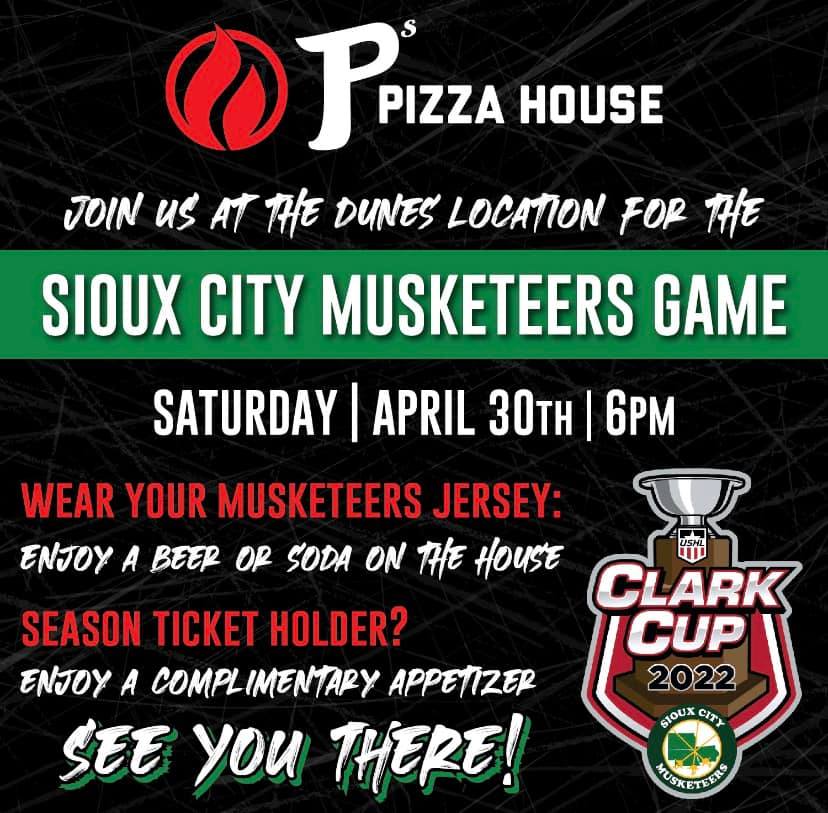 Ps PIZZA HOUSE
JOIN US AT THE DUNES LOCATION FOR THE
SIOUX CITY MUSKETEERS GAME
SATURDAY | APRIL 30TH | 6PM
WEAR YOUR MUSKETEERS JERSEY:
ENJOY A BEER OR SODA ON THE HOUSE
SEASON TICKET HOLDER?
ENJOY A COMPLIMENTARY APPETIZER
SEE YOU THERE!
USHL
CLARK
CUP
2022
SIOUX CITY
MUSKETEERS